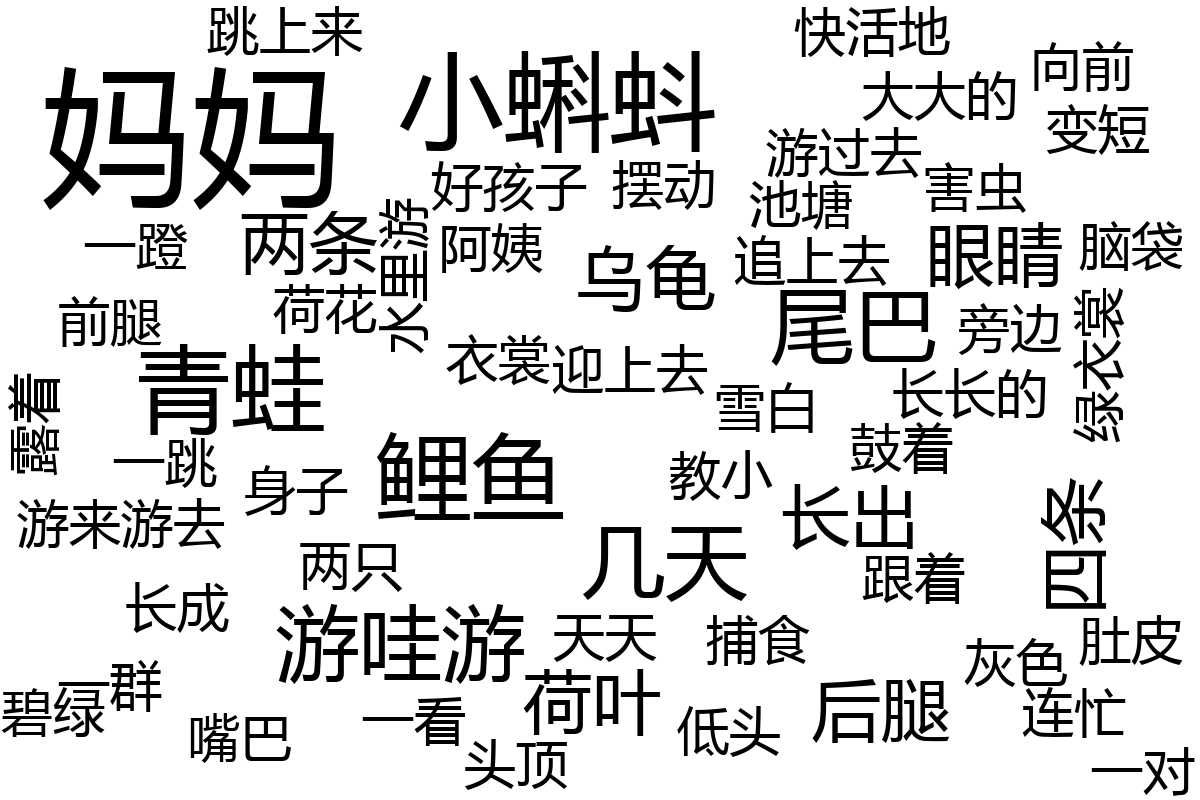 跳上来
快活地
妈妈
小蝌蚪
向前
大大的
变短
游过去
好孩子
摆动
害虫
池塘
一蹬
两条
水里游
阿姨
乌龟
追上去
眼睛
脑袋
前腿
荷花
尾巴
旁边
绿衣裳
青蛙
衣裳
迎上去
雪白
长长的
露着
一跳
身子
鲤鱼
教小
鼓着
游来游去
长出
四条
两只
几天
跟着
长成
游哇游
天天
捕食
灰色
肚皮
碧绿
一群
嘴巴
一看
荷叶
低头
后腿
连忙
头顶
一对